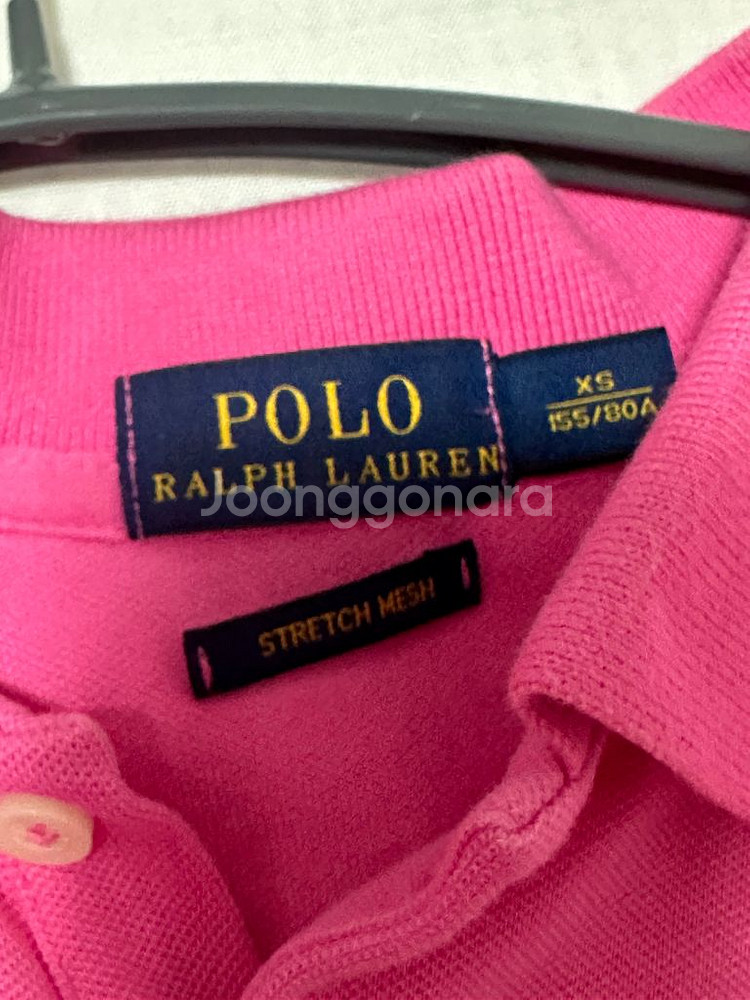 POLO
RALPH LAUREN
XS
155/80A
STRETCH MESH
Joonggonara